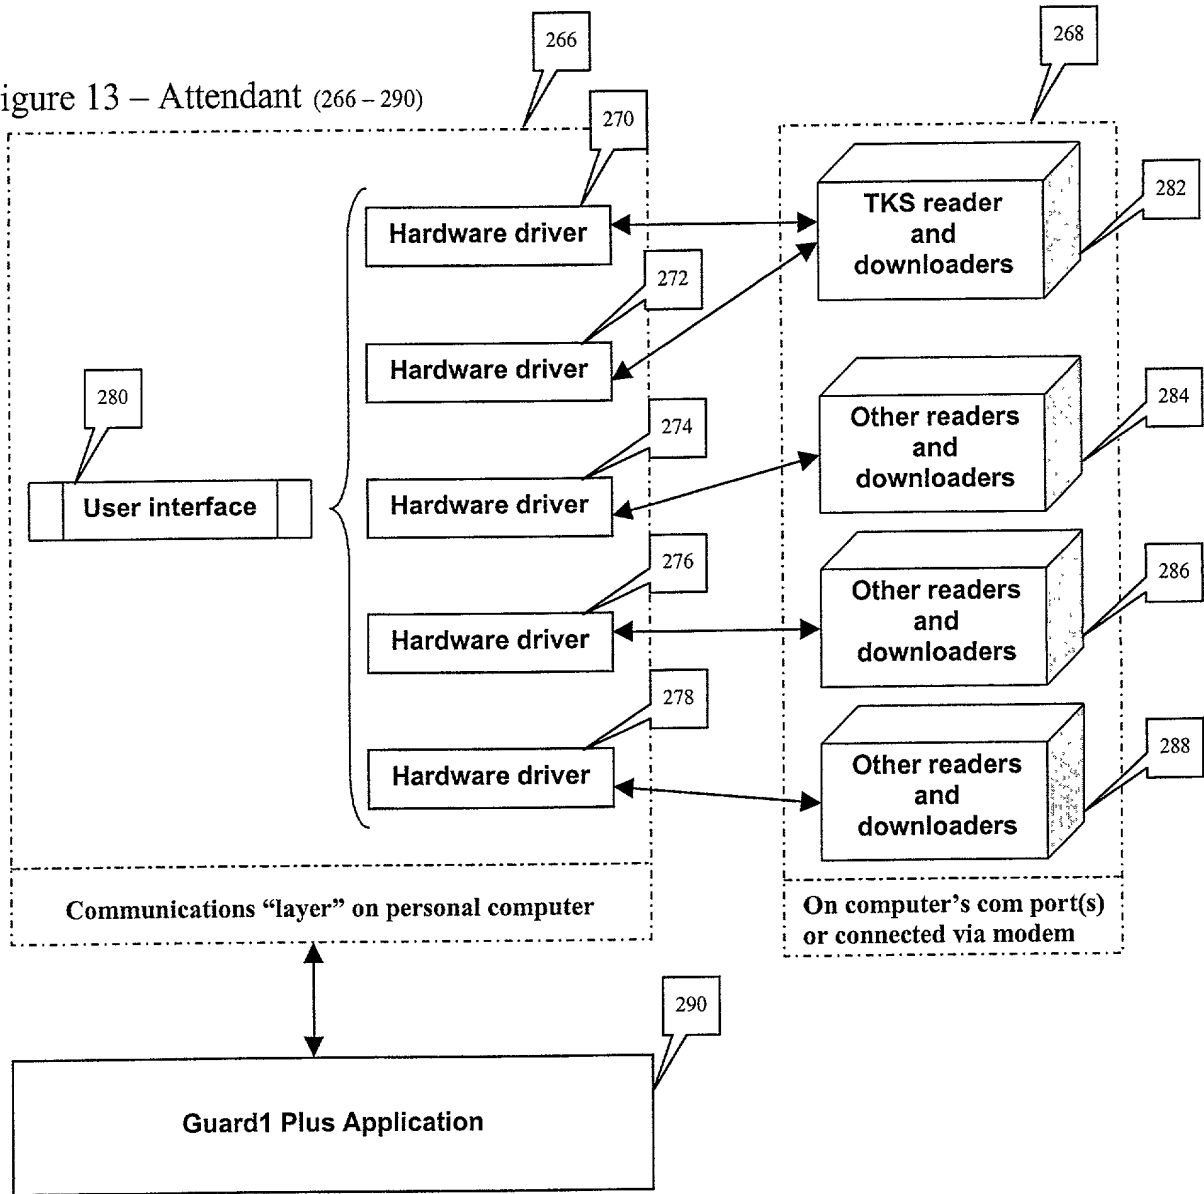 266
268
igure 13 – Attendant (266 – 290)
270
Hardware driver
TKS reader
and
downloaders
282
272
Hardware driver
280
User interface
274
Hardware driver
Other readers
and
downloaders
284
276
Hardware driver
Other readers
and
downloaders
286
278
Hardware driver
Other readers
and
downloaders
288
Communications “layer” on personal computer
On computer’s com port(s)
or connected via modem
290
Guard1 Plus Application